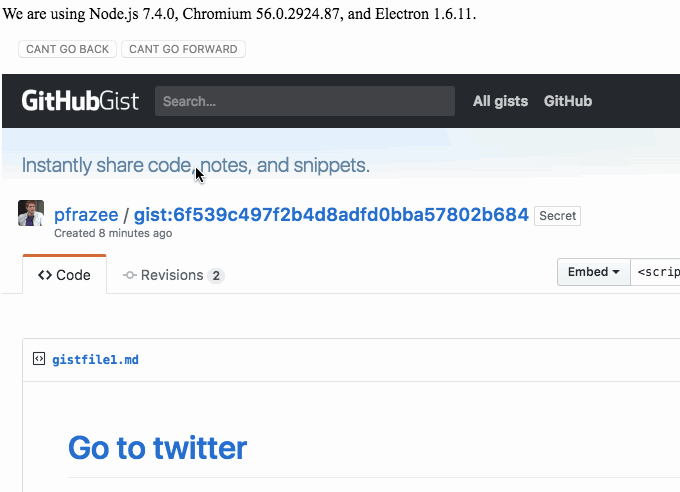 We are using Node.js 7.4.0, Chromium 56.0.2924.87, and Electron 1.6.11.
CANT GO BACK CANT GO FORWARD
GitHubGist Search... All gists GitHub
Instantly share code, notes, and snippets.
pfrazee / gist:6f539c497f2b4d8adfd0bba57802b684 Secret
Created 8 minutes ago
<> Code Revisions 2 Embed <scrip
gistfile1.md
Go to twitter